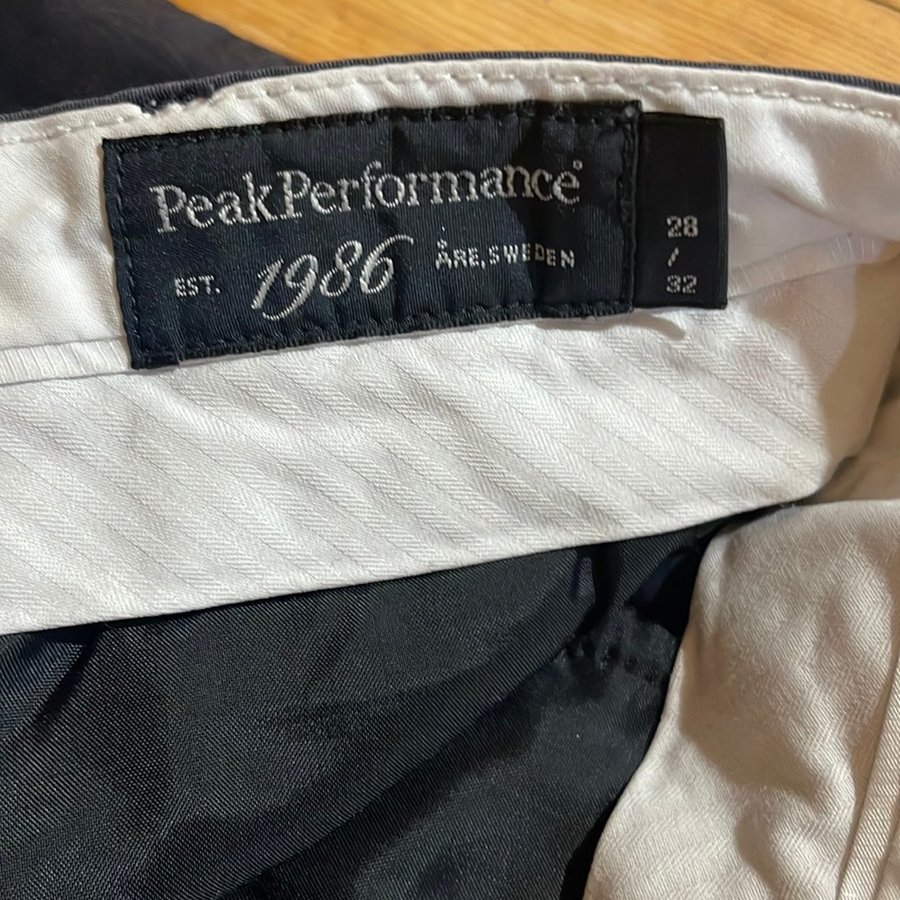 PeakPerformance®
EST. 1986 ÅRE, SWEDEN
28
/
32